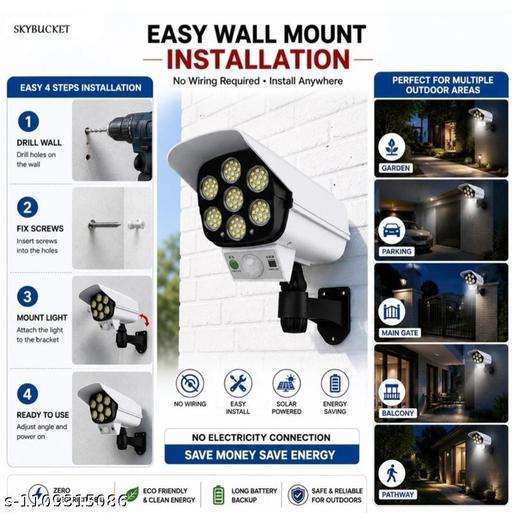 SKYBUCKET
EASY WALL MOUNT
INSTALLATION
No Wiring Required • Install Anywhere
EASY 4 STEPS INSTALLATION
1
DRILL WALL
Drill holes on
the wall
2
FIX SCREWS
Insert screws
into the holes
3
MOUNT LIGHT
Attach the light
to the bracket
4
READY TO USE
Adjust angle and
power on
PERFECT FOR MULTIPLE
OUTDOOR AREAS
GARDEN
PARKING
MAIN GATE
BALCONY
PATHWAY
NO WIRING
EASY
INSTALL
SOLAR
POWERED
ENERGY
SAVING
NO ELECTRICITY CONNECTION
SAVE MONEY SAVE ENERGY
ZERO
ECO FRIENDLY
& CLEAN ENERGY
LONG BATTERY
BACKUP
SAFE & RELIABLE
FOR OUTDOORS